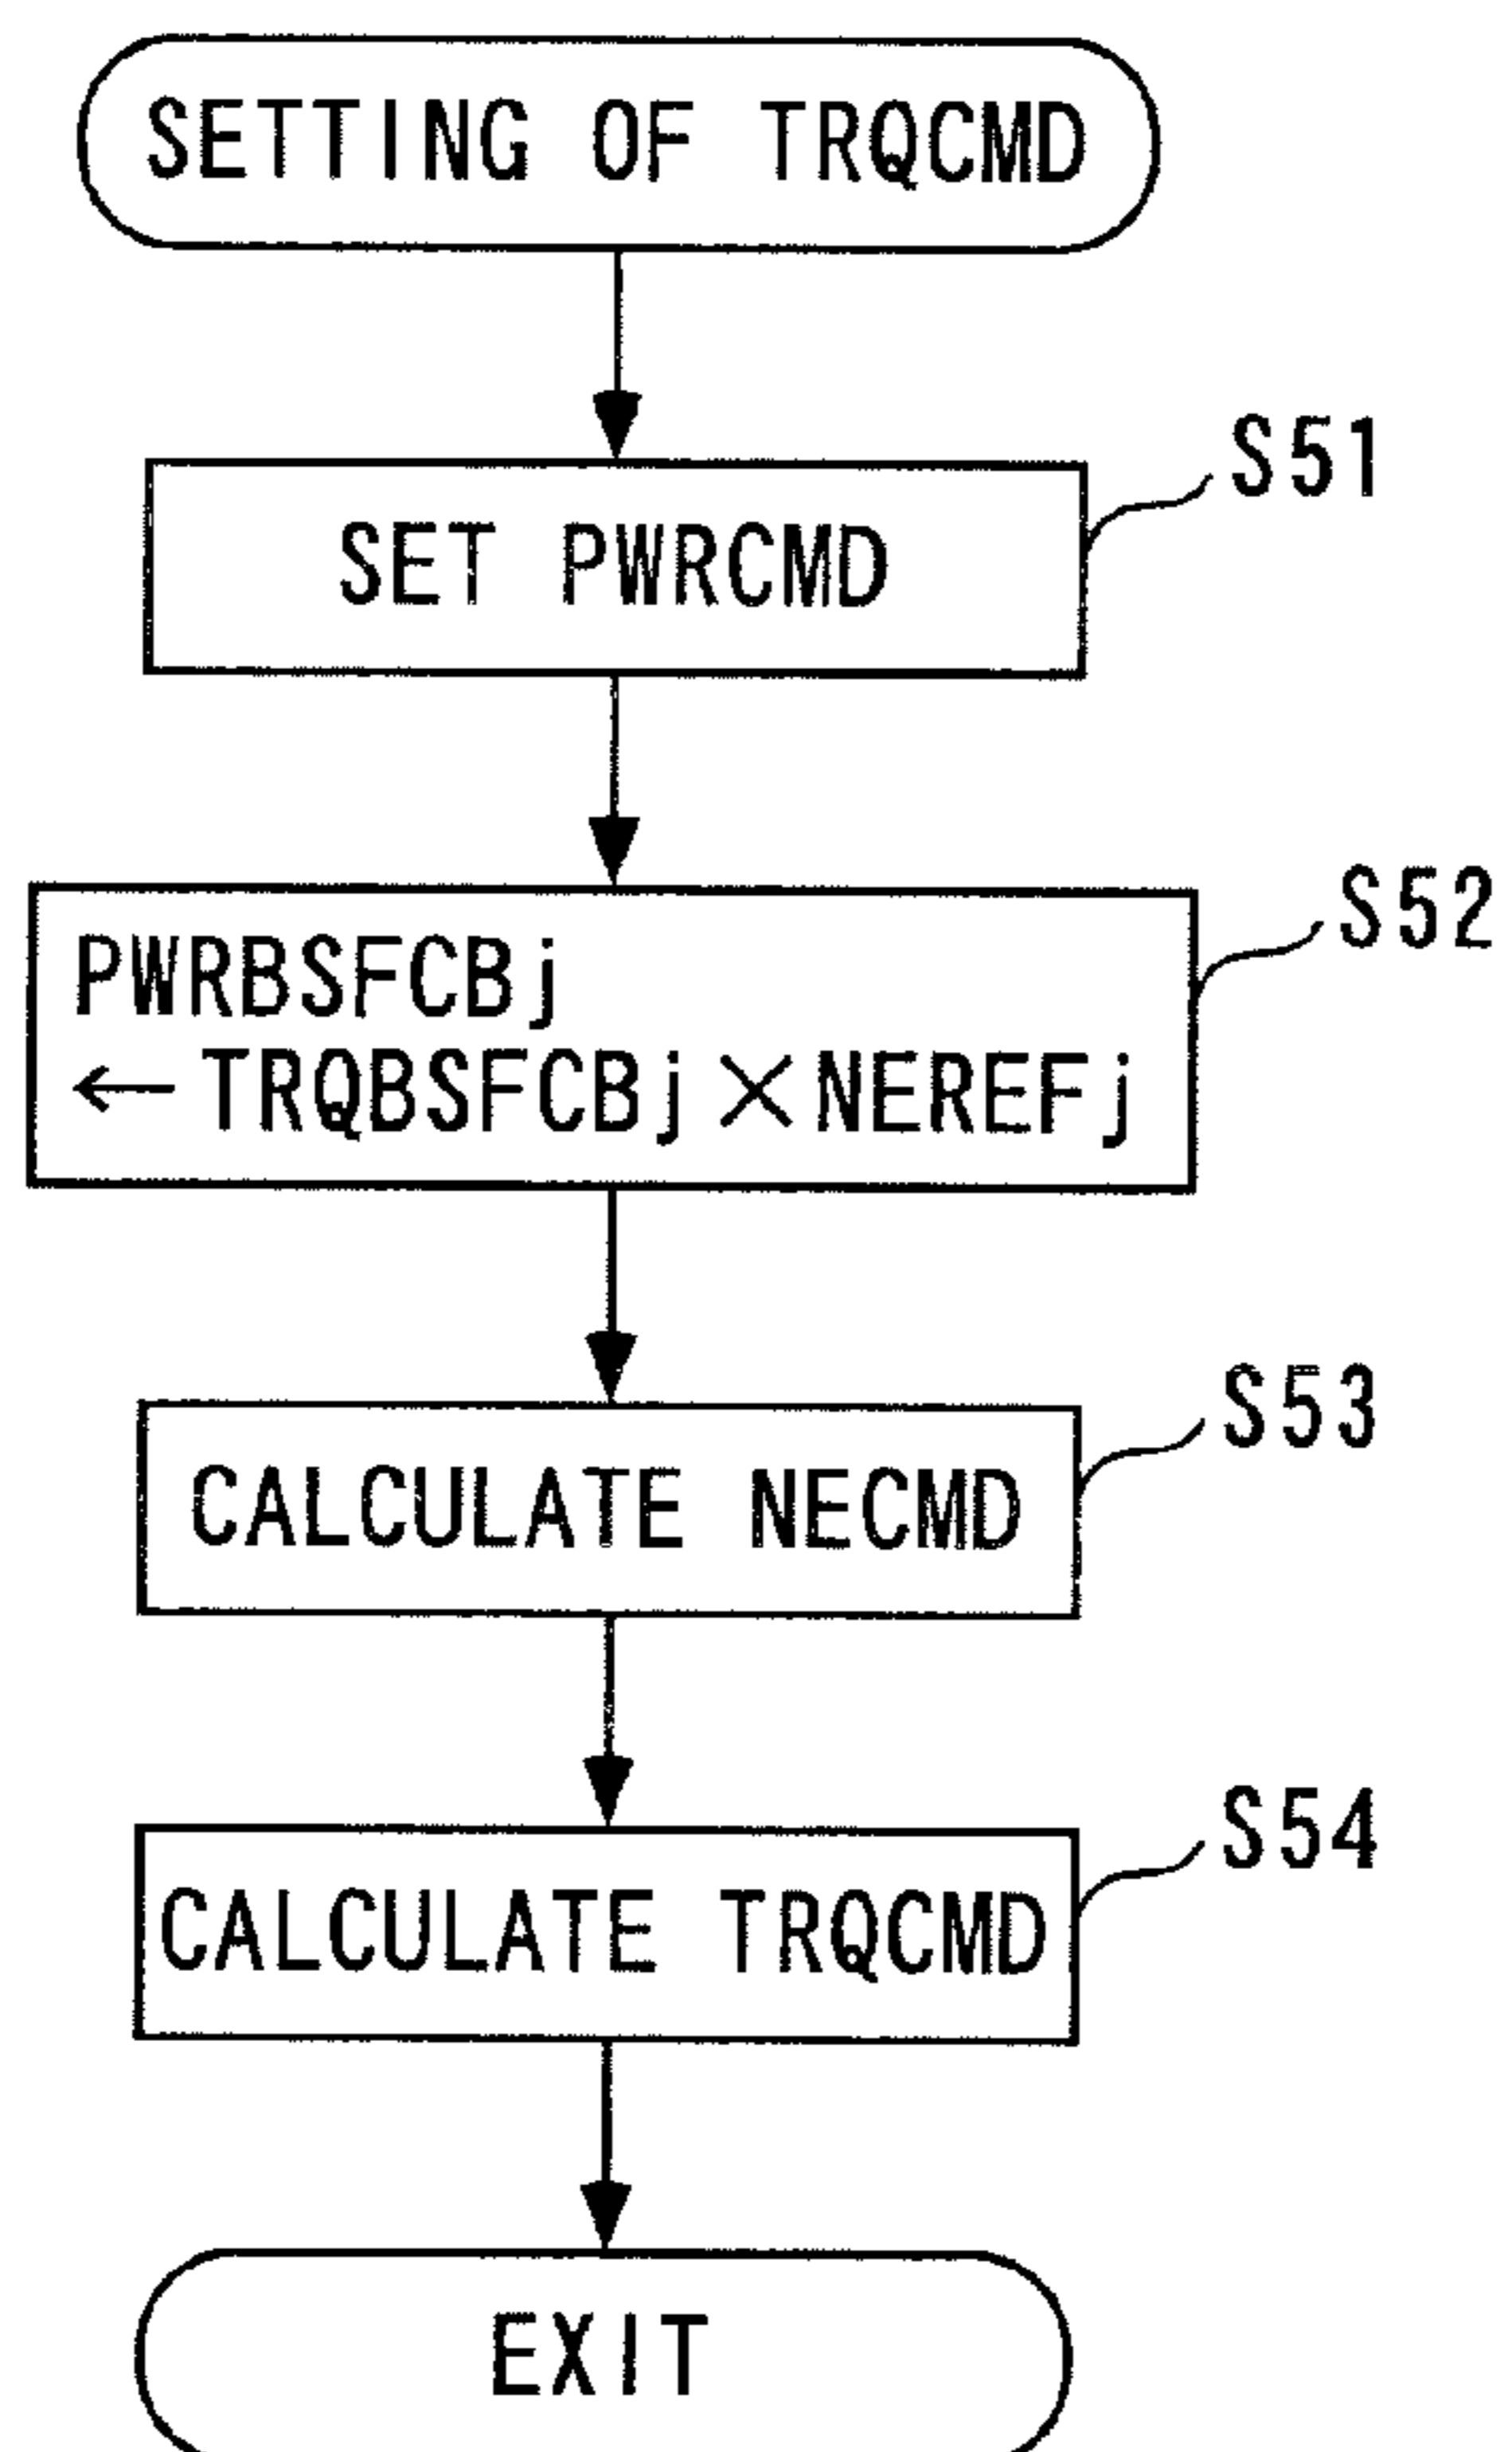 SETTING OF TRQCMD
S51
SET PWRCMD
S52
PWRBSFCBj
← TRQBSFCBj×NEREFj
S53
CALCULATE NECMD
S54
CALCULATE TRQCMD
EXIT